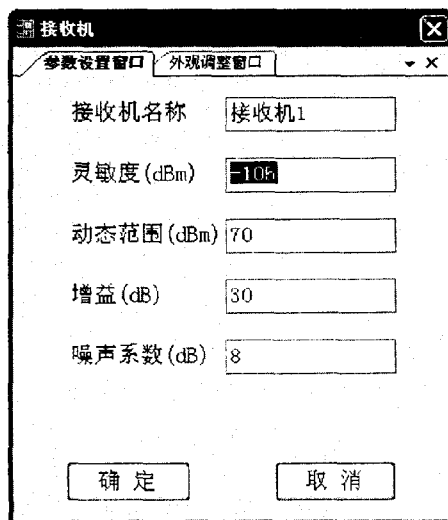 接收机
参数设置窗口 外观调整窗口
接收机名称 接收机1
灵敏度(dBm)
动态范围(dBm) 70
增益(dB) 30
噪声系数(dB) 8
确定 取消